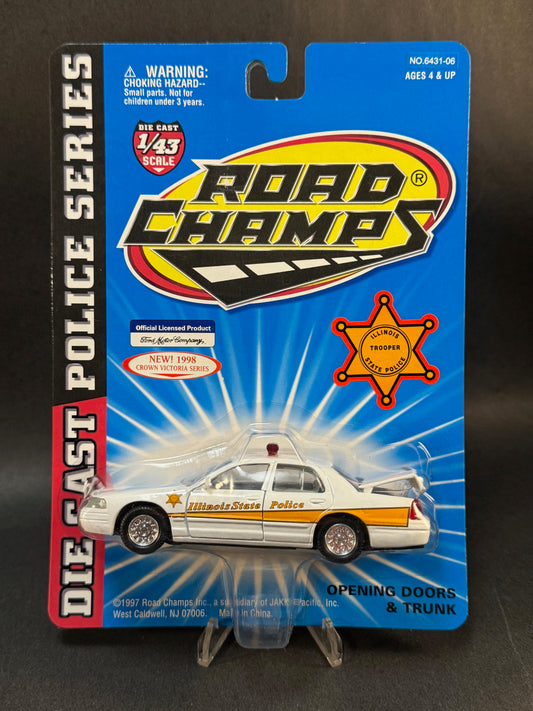 NO.6431-06
AGES 4 & UP
WARNING:
CHOKING HAZARD--
Small parts. Not for
children under 3 years.
DIE CAST
1/43
SCALE
ROAD
CHAMPS®
DIE CAST POLICE SERIES
Official Licensed Product
Ford Motor Company,
NEW! 1998
CROWN VICTORIA SERIES
ILLINOIS
TROOPER
STATE POLICE
Illinois State Police
OPENING DOORS
& TRUNK
©1997 Road Champs Inc., a subsidiary of JAKKS Pacific, Inc.
West Caldwell, NJ 07006. Made in China.